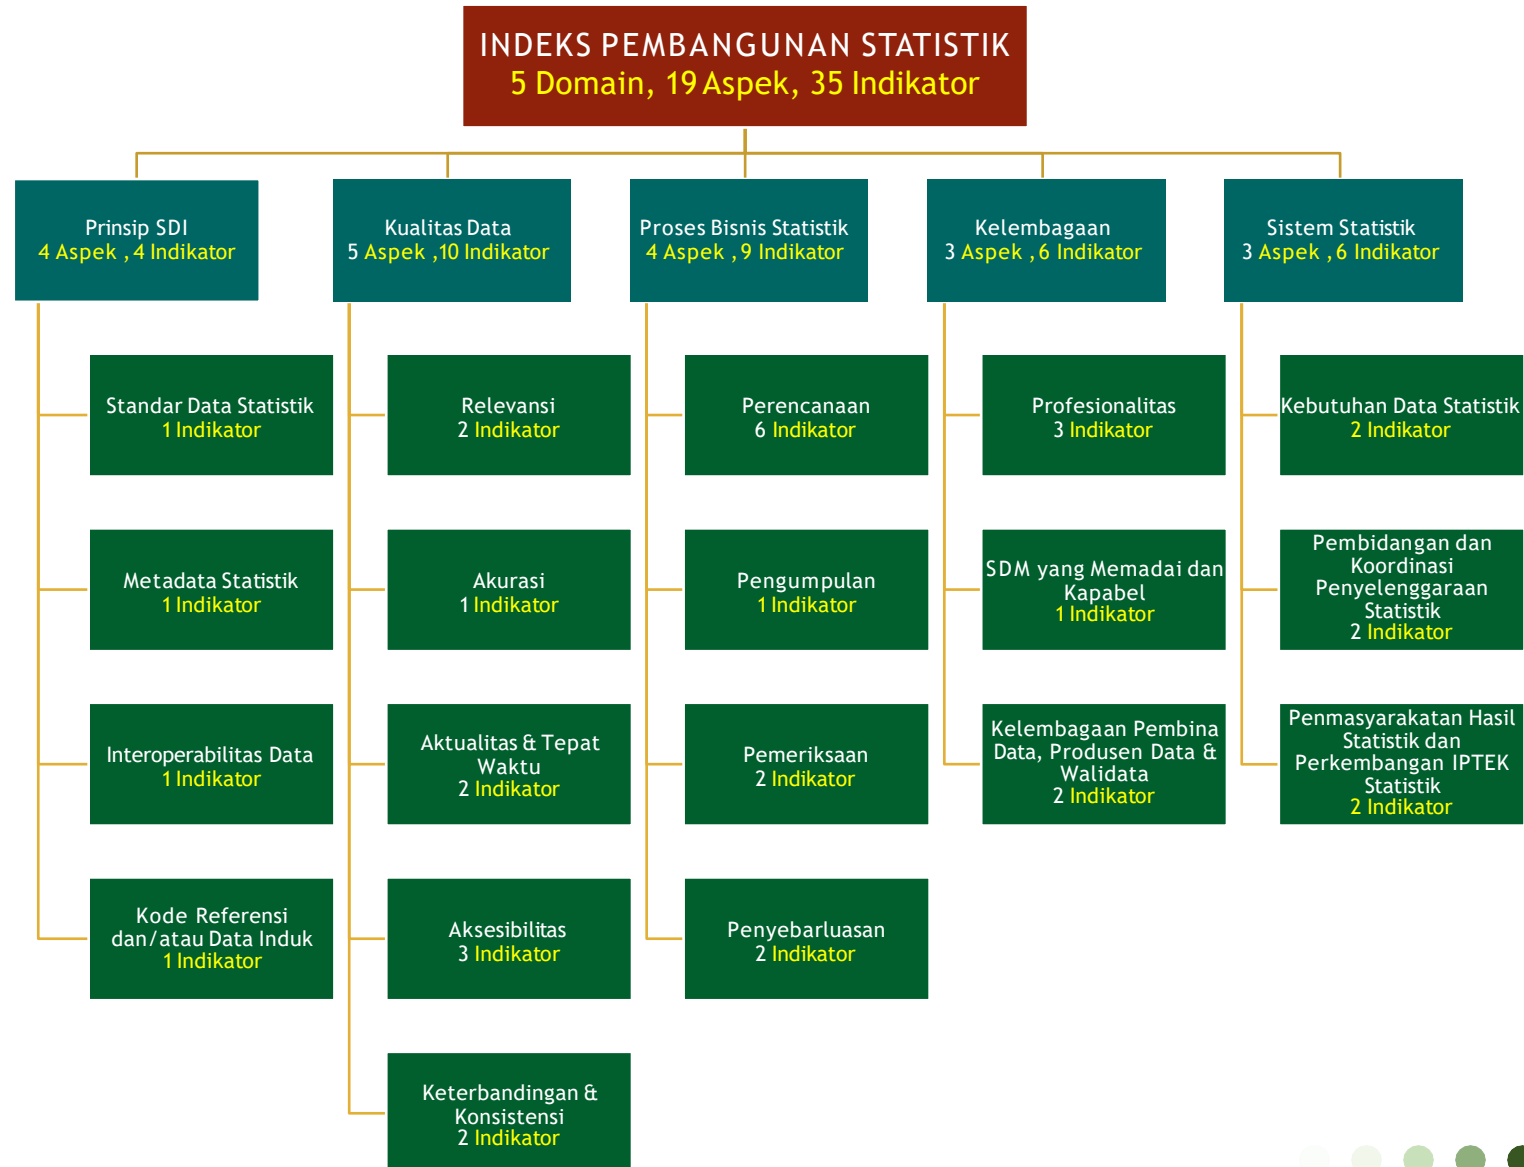 INDEKS PEMBANGUNAN STATISTIK
5 Domain, 19 Aspek, 35 Indikator
Prinsip SDI
4 Aspek , 4 Indikator
Standar Data Statistik
1 Indikator
Metadata Statistik
1 Indikator
Interoperabilitas Data
1 Indikator
Kode Referensi
dan/atau Data Induk
1 Indikator
Kualitas Data
5 Aspek ,10 Indikator
Relevansi
2 Indikator
Akurasi
1 Indikator
Aktualitas & Tepat
Waktu
2 Indikator
Aksesibilitas
3 Indikator
Keterbandingan &
Konsistensi
2 Indikator
Proses Bisnis Statistik
4 Aspek , 9 Indikator
Perencanaan
6 Indikator
Pengumpulan
1 Indikator
Pemeriksaan
2 Indikator
Penyebarluasan
2 Indikator
Kelembagaan
3 Aspek , 6 Indikator
Profesionalitas
3 Indikator
SDM yang Memadai dan
Kapabel
1 Indikator
Kelembagaan Pembina
Data, Produsen Data &
Walidata
2 Indikator
Sistem Statistik
3 Aspek , 6 Indikator
Kebutuhan Data Statistik
2 Indikator
Pembidangan dan
Koordinasi
Penyelenggaraan
Statistik
2 Indikator
Penmasyarakatan Hasil
Statistik dan
Perkembangan IPTEK
Statistik
2 Indikator